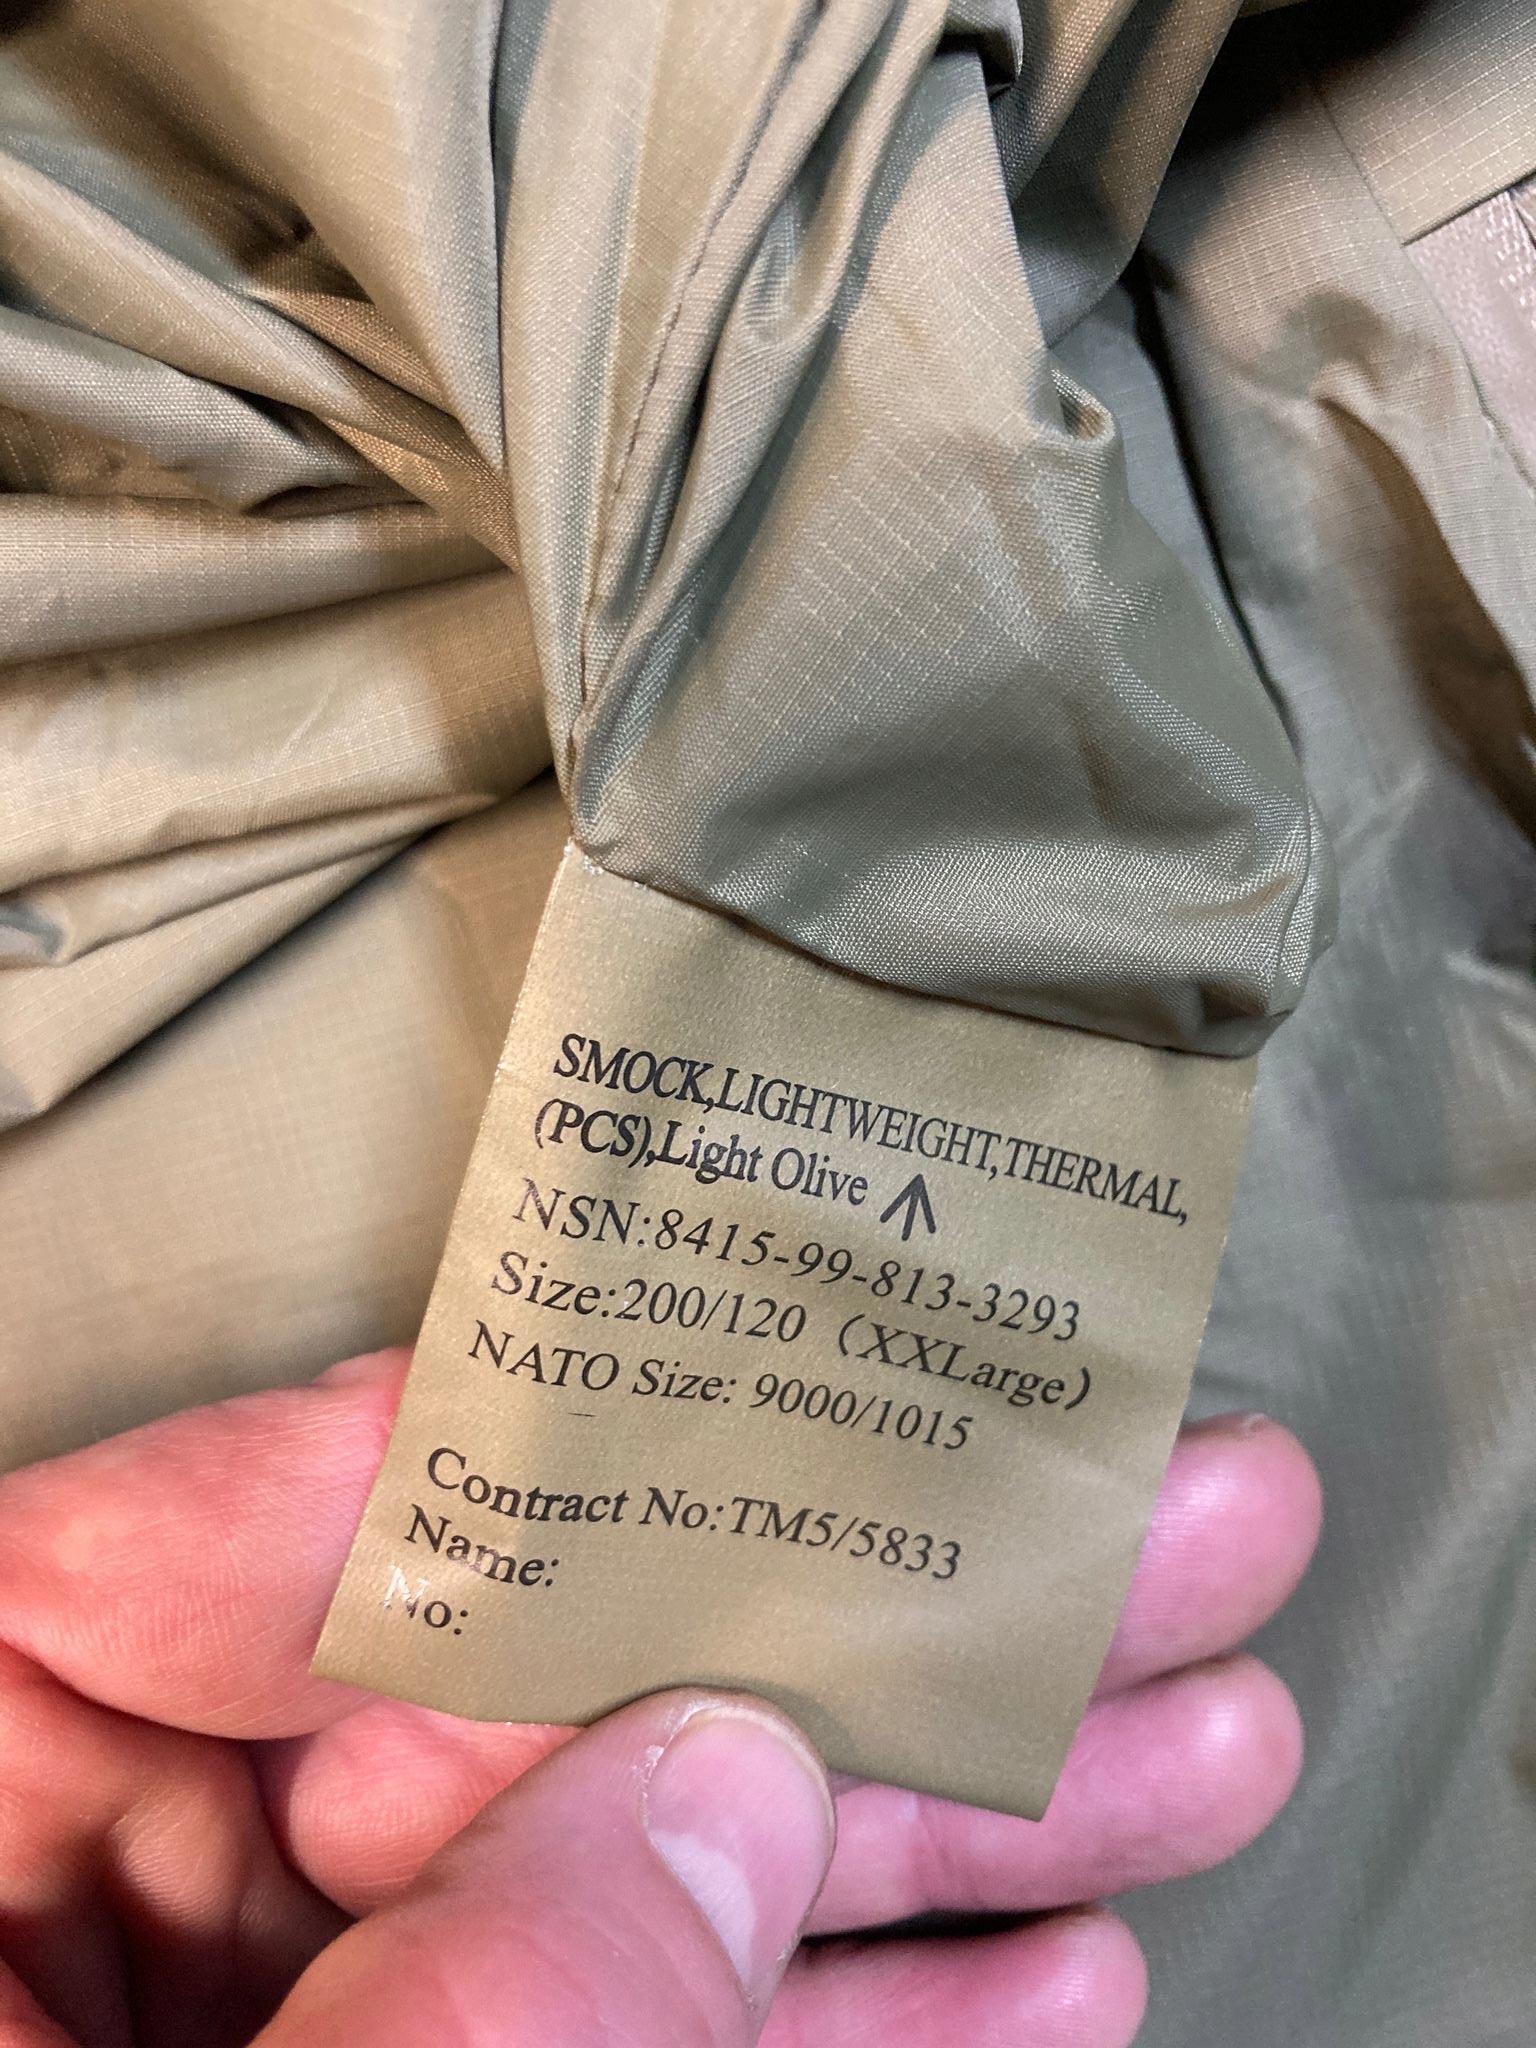 SMOCK,LIGHTWEIGHT,THERMAL,
(PCS),Light Olive
NSN:8415-99-813-3293
Size:200/120 (XXLarge)
NATO Size: 9000/1015
Contract No:TM5/5833
Name:
No: